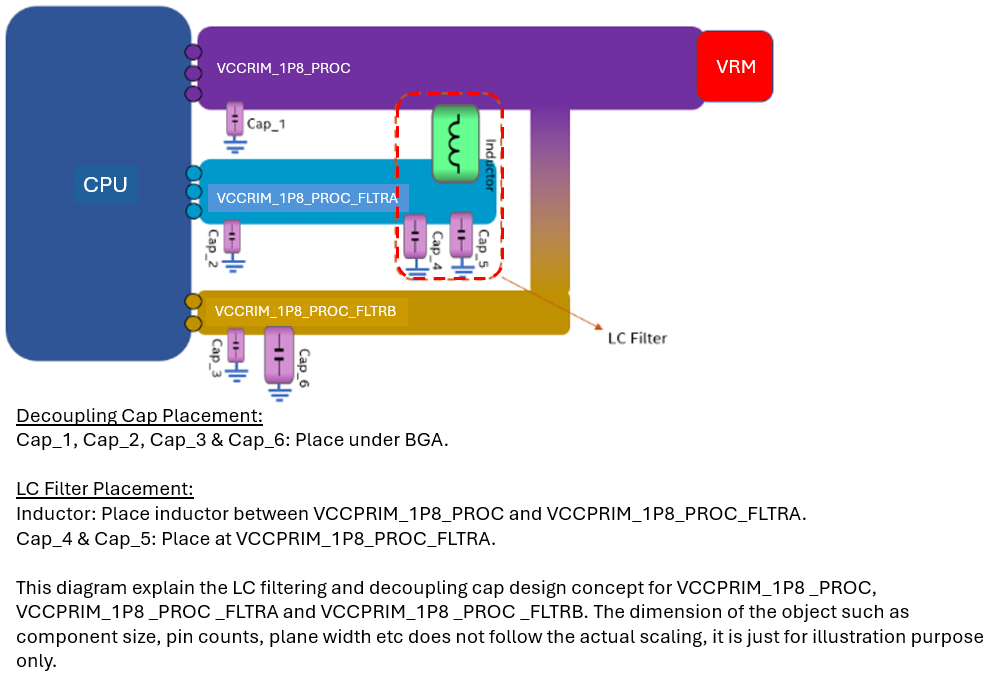 VCCRIM_1P8_PROC
VRM
Cap_1
Inductor
CPU
VCCRIM_1P8_PROC_FLTRA
Cap_2
Cap_4
Cap_5
VCCRIM_1P8_PROC_FLTRB
LC Filter
Cap_3
Cap_6
Decoupling Cap Placement:
Cap_1, Cap_2, Cap_3 & Cap_6: Place under BGA.
LC Filter Placement:
Inductor: Place inductor between VCCPRIM_1P8_PROC and VCCPRIM_1P8_PROC_FLTRA.
Cap_4 & Cap_5: Place at VCCPRIM_1P8_PROC_FLTRA.
This diagram explain the LC filtering and decoupling cap design concept for VCCPRIM_1P8 _PROC,
VCCPRIM_1P8 _PROC _FLTRA and VCCPRIM_1P8 _PROC _FLTRB. The dimension of the object such as
component size, pin counts, plane width etc does not follow the actual scaling, it is just for illustration purpose
only.